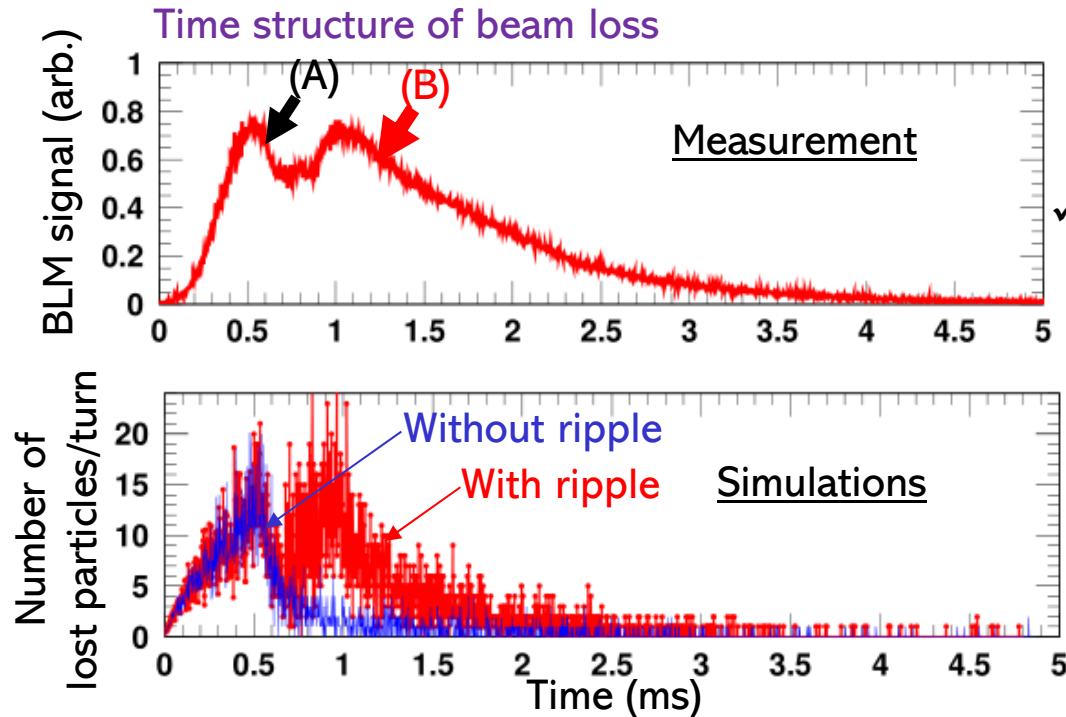 Time structure of beam loss
BLM signal (arb.)
1
0.8
0.6
0.4
0.2
0
(A)
(B)
Measurement
0 0.5 1 1.5 2 2.5 3 3.5 4 4.5 5
Number of
lost particles/turn
20
15
10
5
0
Without ripple
With ripple
Simulations
0 0.5 1 1.5 2 2.5 3 3.5 4 4.5 5
Time (ms)